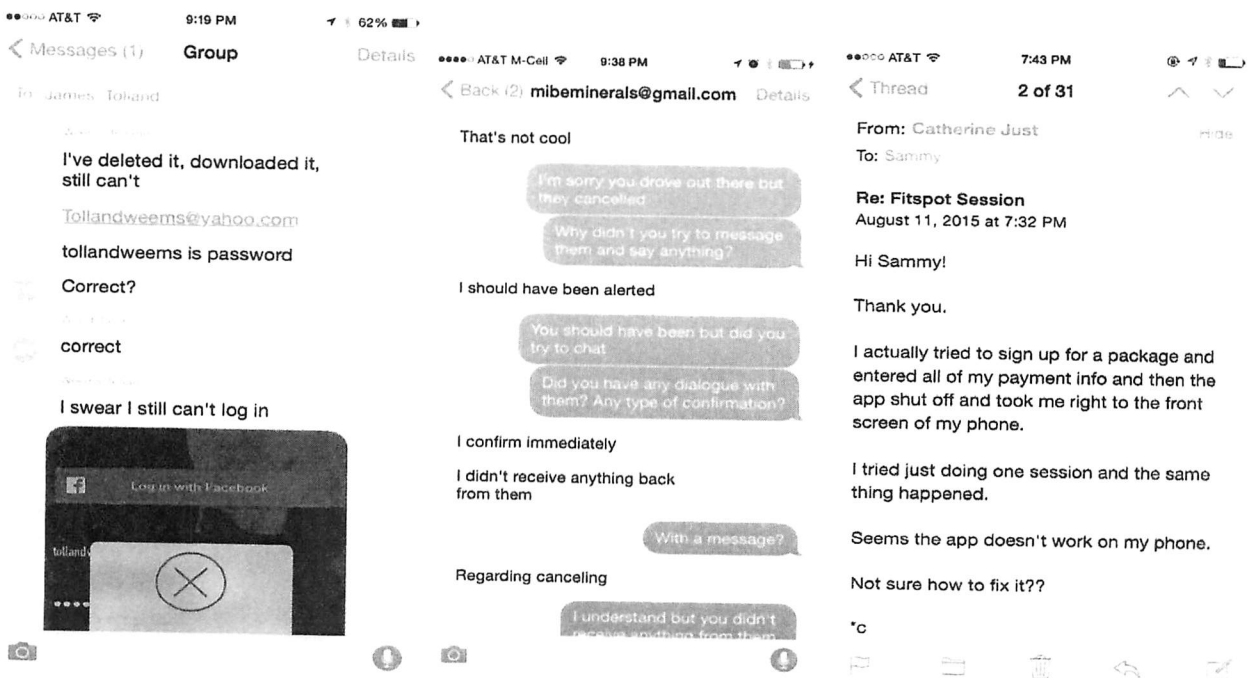 AT&T
9:19 PM
62%
Messages (1)
Group
Details
To: James, Tolland
I've deleted it, downloaded it,
still can't
Tollandweems@yahoo.com
tollandweems is password
Correct?
correct
I swear I still can't log in
Log in with Facebook
tollandw
AT&T M-Cell
9:38 PM
Back (2)
mibeminerals@gmail.com
Details
That's not cool
I'm sorry you drove out there but
they cancelled
Why didn't you try to message
them and say anything?
I should have been alerted
You should have been but did you
try to chat
Did you have any dialogue with
them? Any type of confirmation?
I confirm immediately
I didn't receive anything back
from them
With a message?
Regarding canceling
I understand but you didn't
receive anything from them
AT&T
7:43 PM
Thread
2 of 31
From: Catherine Just
Hide
To: Sammy
Re: Fitspot Session
August 11, 2015 at 7:32 PM
Hi Sammy!
Thank you.
I actually tried to sign up for a package and
entered all of my payment info and then the
app shut off and took me right to the front
screen of my phone.
I tried just doing one session and the same
thing happened.
Seems the app doesn't work on my phone.
Not sure how to fix it??
*c